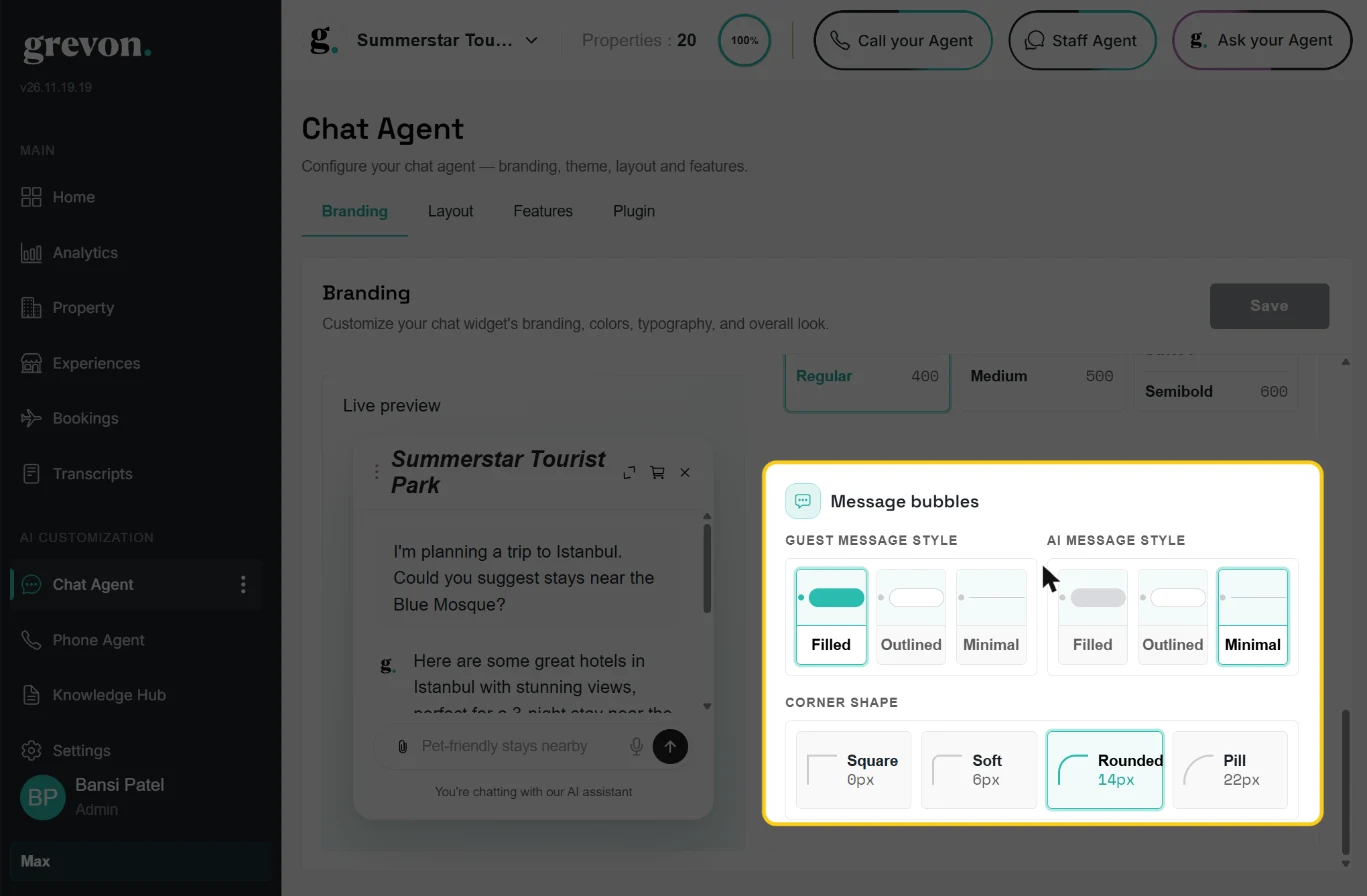 grevon.
v26.11.19.19
MAIN
Home
Analytics
Property
Experiences
Bookings
Transcripts
AI CUSTOMIZATION
Chat Agent
Phone Agent
Knowledge Hub
Settings
BP
Bansi Patel
Admin
Max
g.
Summerstar Tou...
Properties : 20
100%
Call your Agent
Staff Agent
g.
Ask your Agent
Chat Agent
Configure your chat agent — branding, theme, layout and features.
Branding
Layout
Features
Plugin
Branding
Customize your chat widget's branding, colors, typography, and overall look.
Save
Live preview
Summerstar Tourist
Park
I'm planning a trip to Istanbul.
Could you suggest stays near the
Blue Mosque?
g.
Here are some great hotels in
Istanbul with stunning views,
perfect for a 3-night stay near the
Pet-friendly stays nearby
You're chatting with our AI assistant
Regular 400
Medium 500
Semibold 600
Message bubbles
GUEST MESSAGE STYLE
Filled
Outlined
Minimal
AI MESSAGE STYLE
Filled
Outlined
Minimal
CORNER SHAPE
Square
0px
Soft
6px
Rounded
14px
Pill
22px